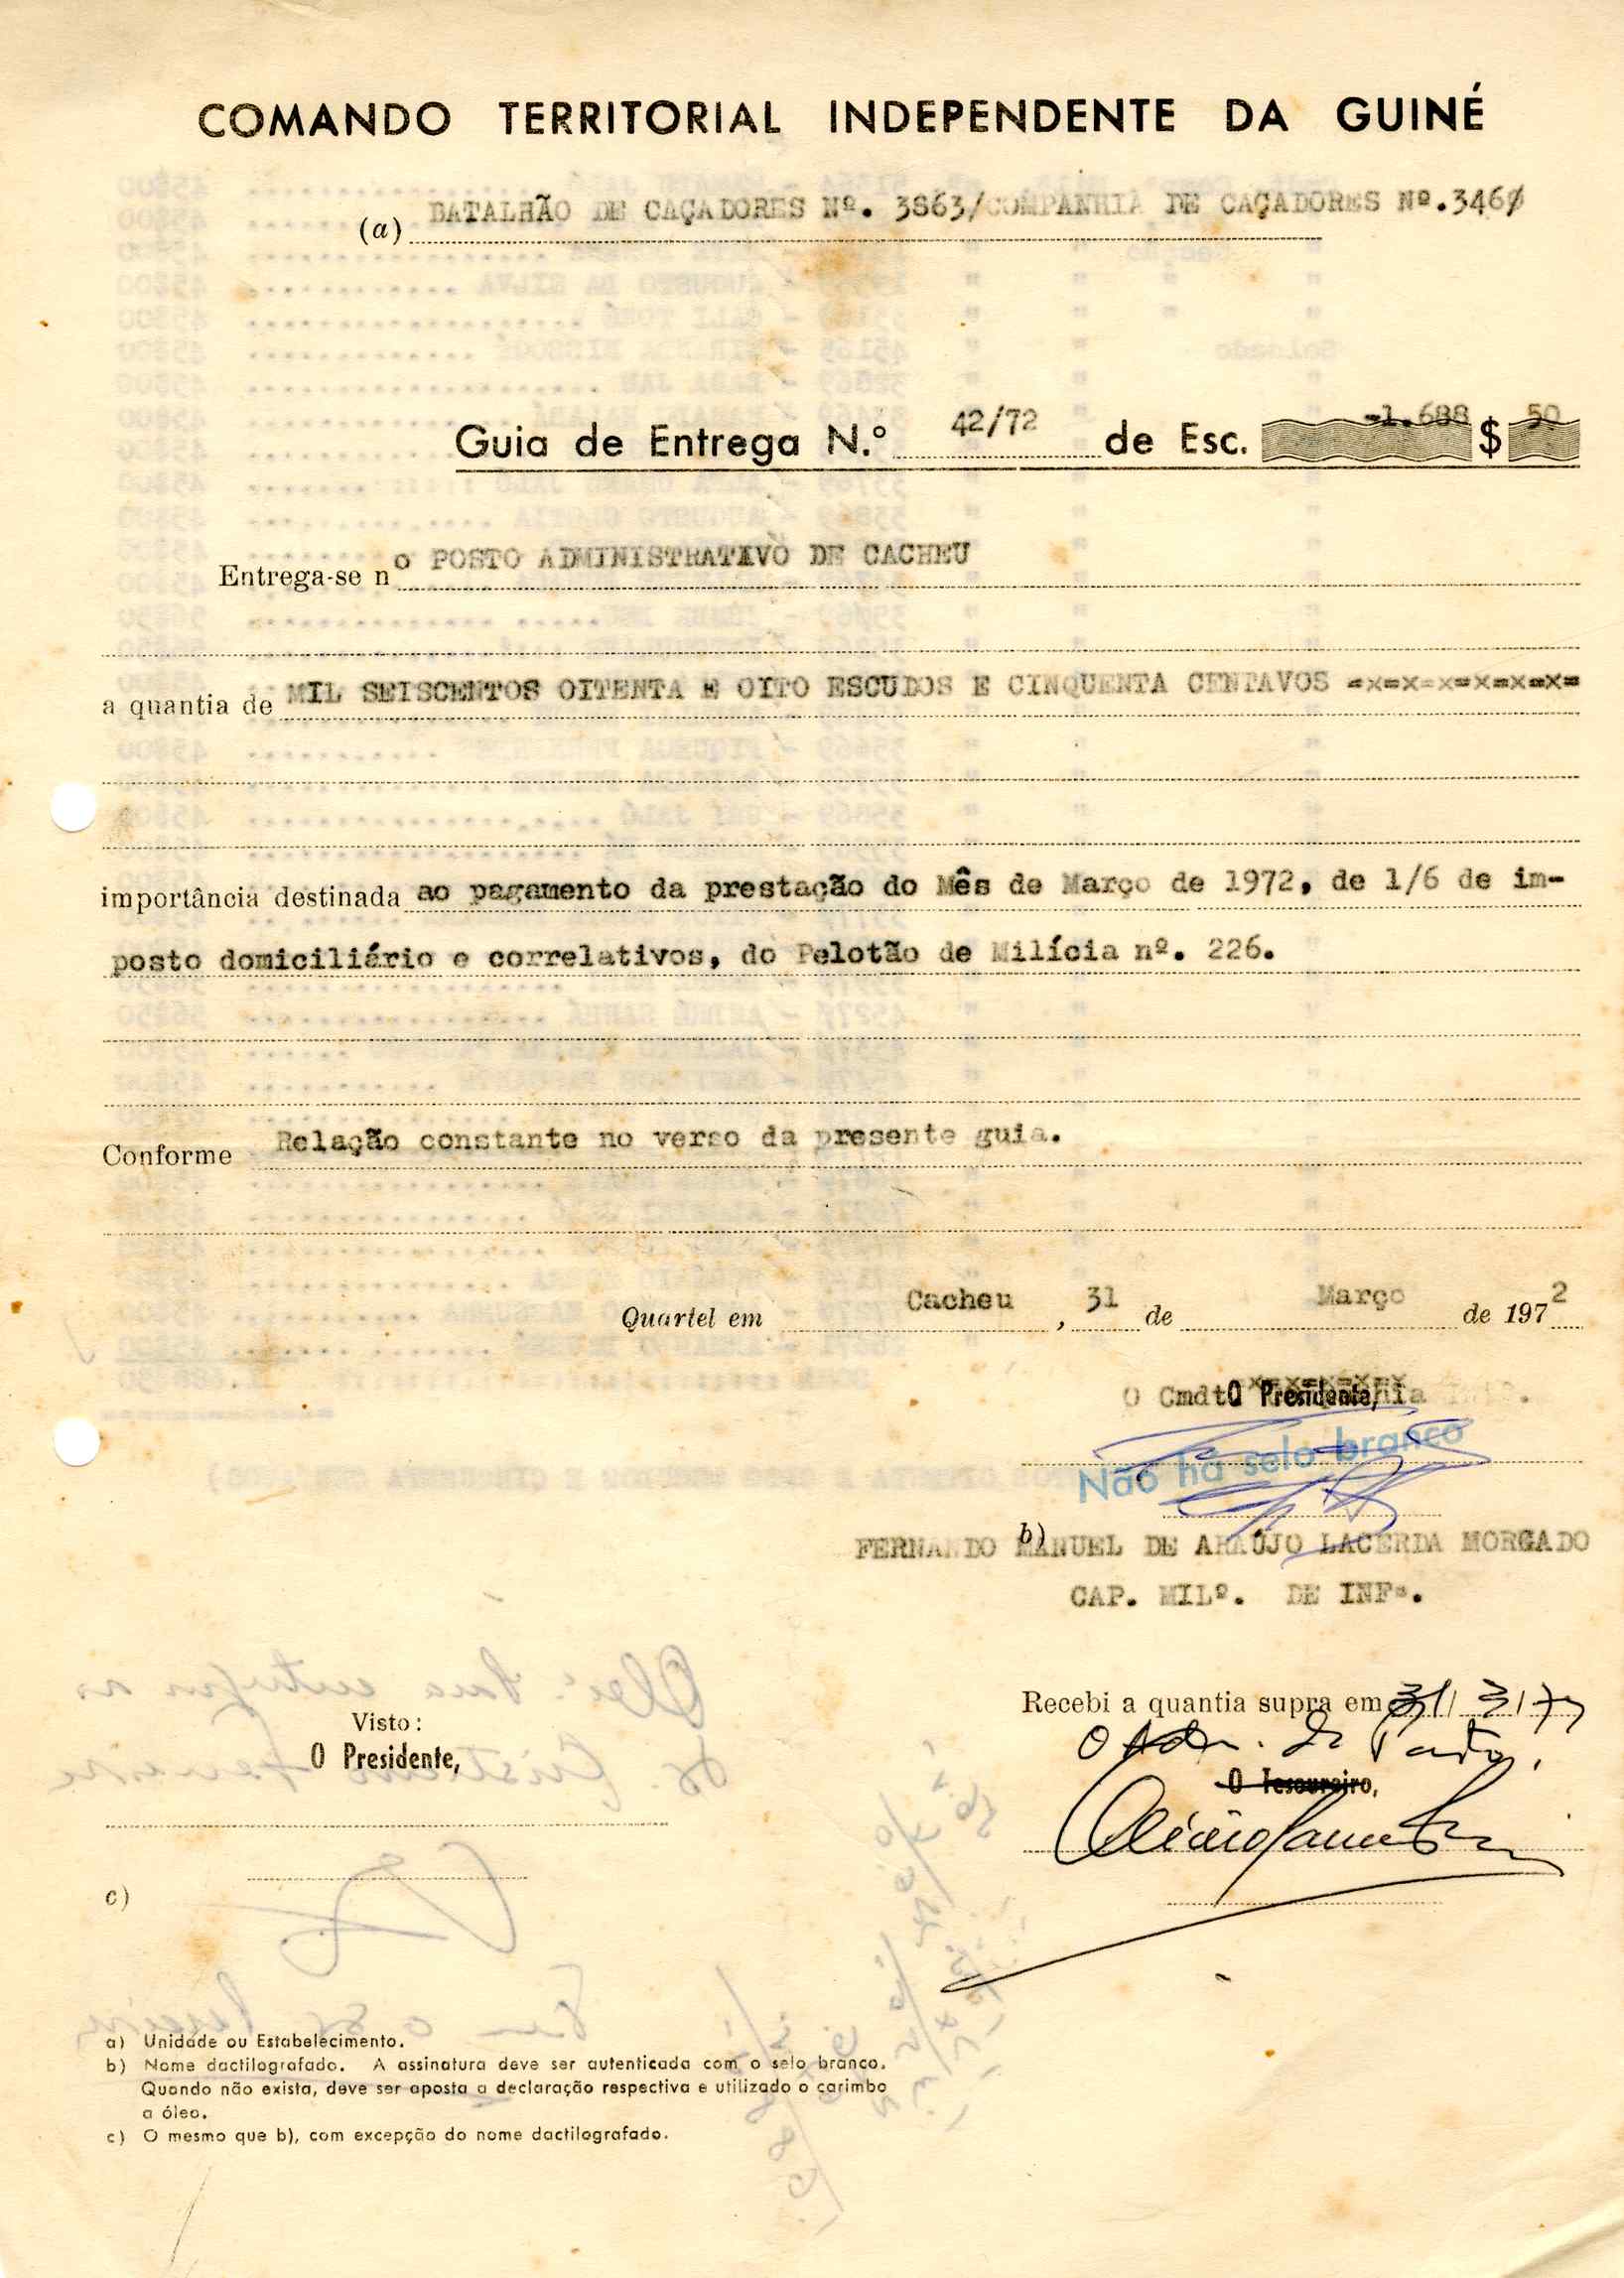 COMANDO TERRITORIAL INDEPENDENTE DA GUINÉ
(a) BATALHÃO DE CAÇADORES Nº. 3863/COMPANHIA DE CAÇADORES Nº.3460
Guia de Entrega N.º 42/72 de Esc. -1.688 $ 50
Entrega-se no POSTO ADMINISTRATIVO DE CACHEU
a quantia de MIL SEISCENTOS OITENTA E OITO ESCUDOS E CINQUENTA CENTAVOS =x=x=x=x=x=x=
importância destinada ao pagamento da prestação do Mês de Março de 1972, de 1/6 de im-
posto domiciliário e correlativos, do Pelotão de Milícia nº. 226.
Conforme Relação constante no verso da presente guia.
Quartel em Cacheu, 31 de Março de 1972
O Cmdt O Presidente,
Não há selo branco
b)
FERNANDO MANUEL DE ARAÚJO LACERDA MORGADO
CAP. MILº. DE INFª.
Recebi a quantia supra em 31/3/72
O Adm. de Posto,
O Tesoureiro,
Visto:
O Presidente,
c)
a) Unidade ou Estabelecimento.
b) Nome dactilografado. A assinatura deve ser autenticada com o selo branco.
Quando não exista, deve ser aposta a declaração respectiva e utilizado o carimbo
a óleo.
c) O mesmo que b), com excepção do nome dactilografado.